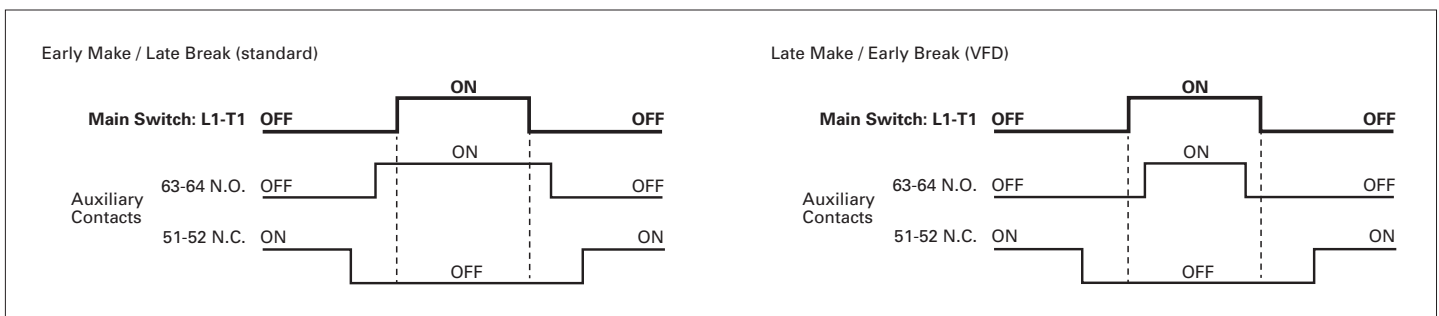 Early Make / Late Break (standard)
ON
Main Switch: L1-T1 OFF OFF
ON
63-64 N.O. OFF OFF
Auxiliary
Contacts
51-52 N.C. ON ON
OFF
Late Make / Early Break (VFD)
ON
Main Switch: L1-T1 OFF OFF
ON
63-64 N.O. OFF OFF
Auxiliary
Contacts
51-52 N.C. ON ON
OFF